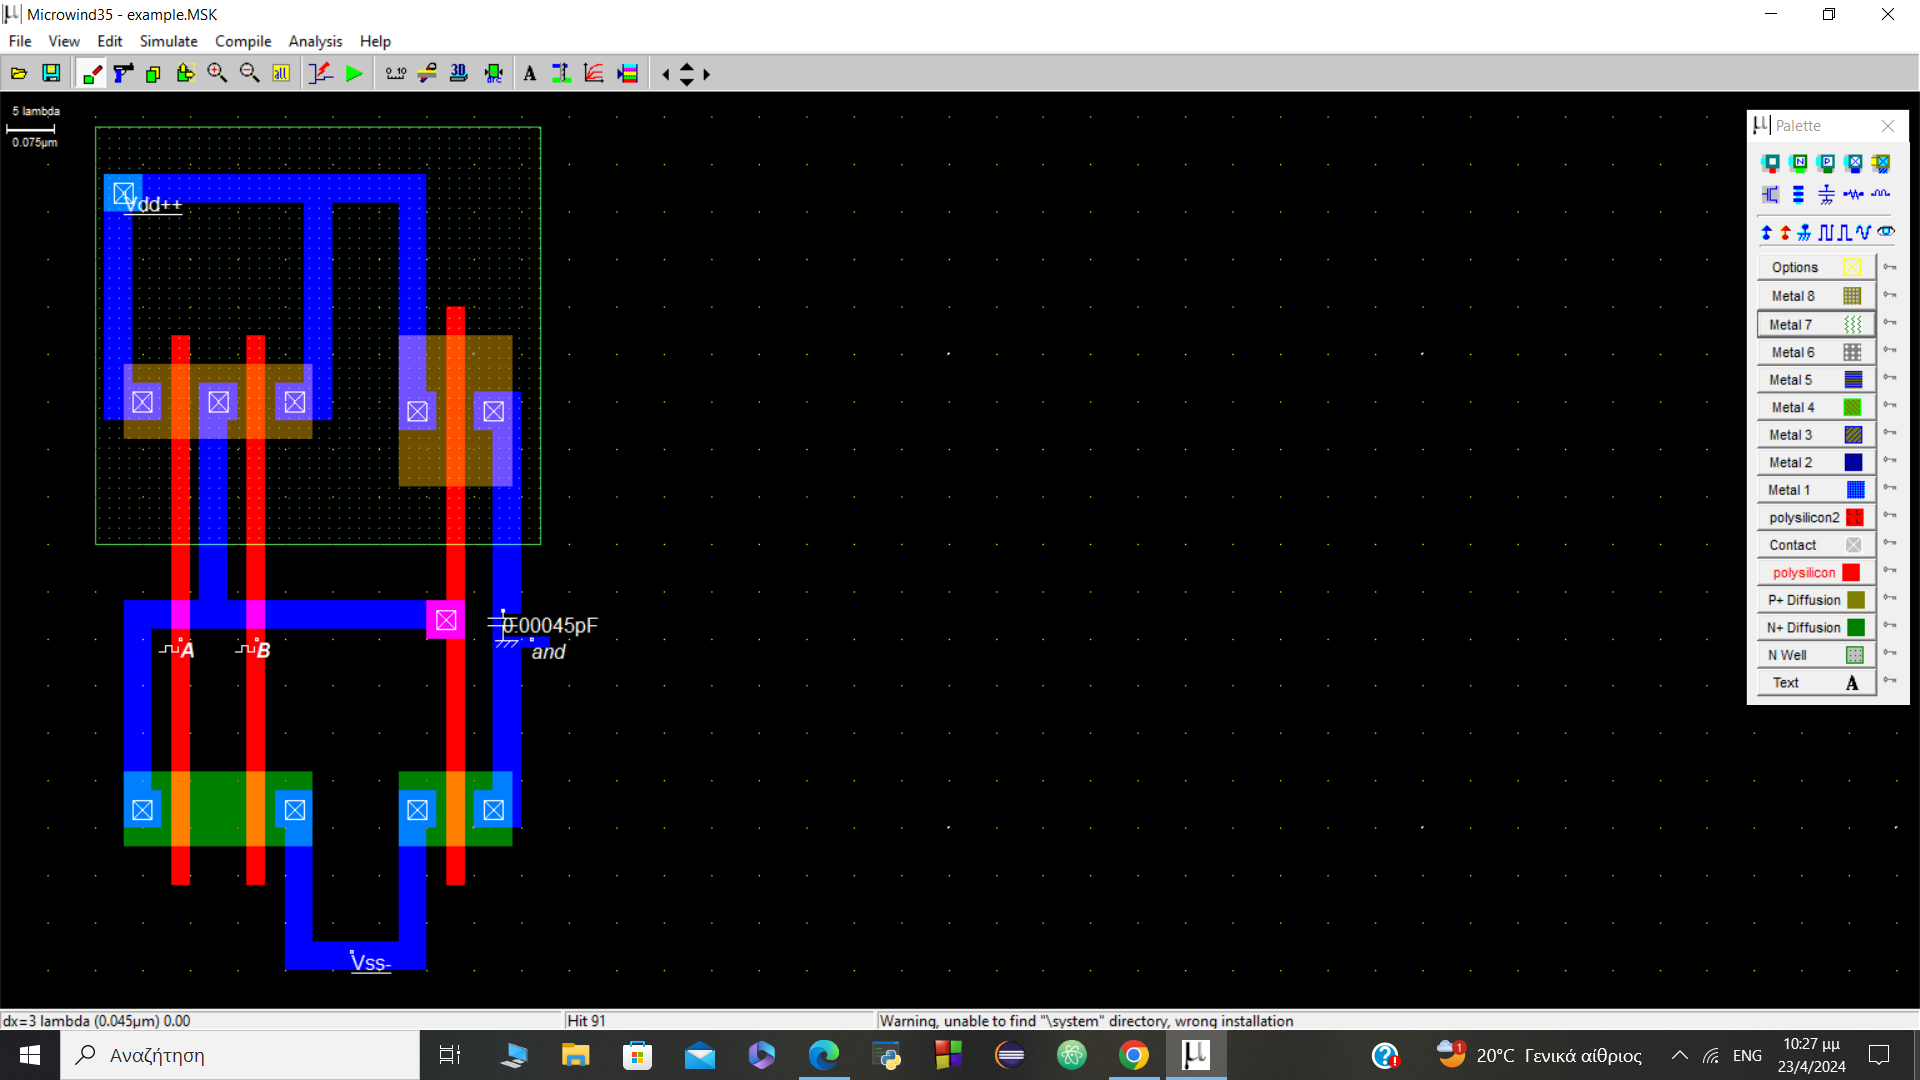 Microwind35 - example.MSK
File View Edit Simulate Compile Analysis Help
5 lambda
0.075µm
Vdd++
0.00045pF
and
A
B
Vss-
Palette
Options
Metal 8
Metal 7
Metal 6
Metal 5
Metal 4
Metal 3
Metal 2
Metal 1
polysilicon2
Contact
polysilicon
P+ Diffusion
N+ Diffusion
N Well
Text A
dx=3 lambda (0.045µm) 0.00
Hit 91
Warning, unable to find "\system" directory, wrong installation
Αναζήτηση
20°C Γενικά αίθριος
ENG
10:27 μμ
23/4/2024